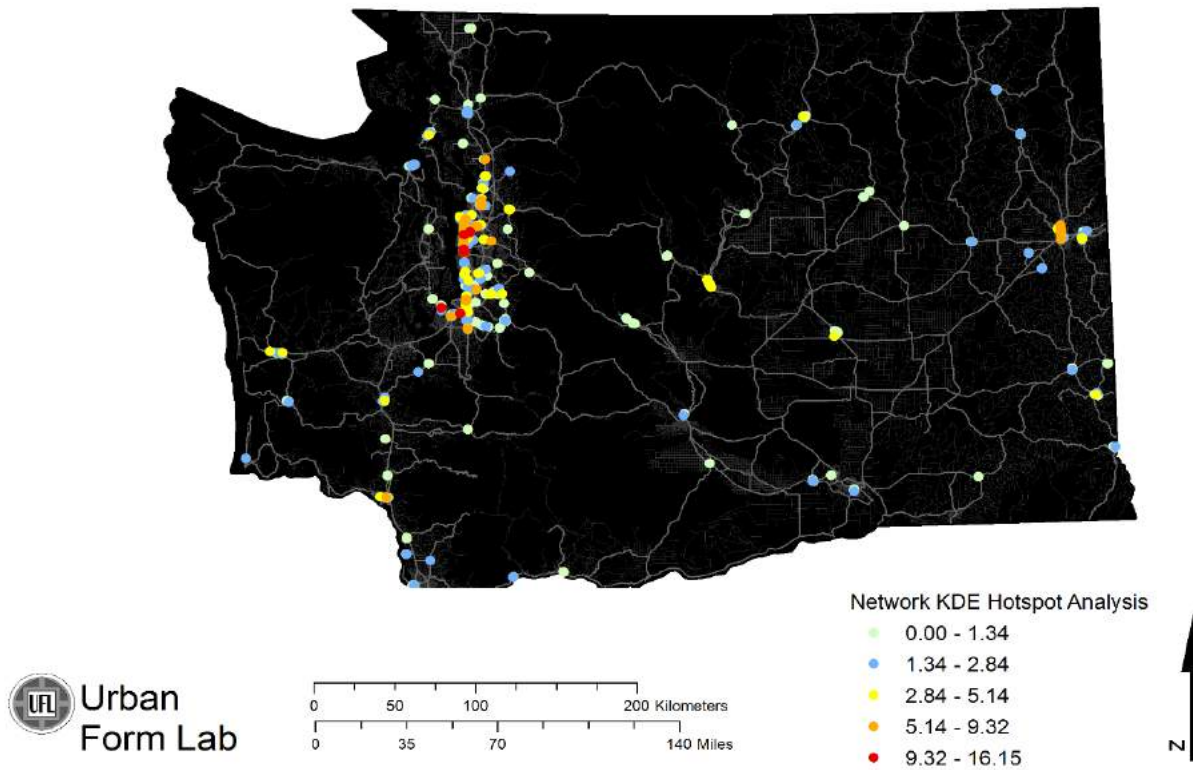 Network KDE Hotspot Analysis
0.00 - 1.34
1.34 - 2.84
2.84 - 5.14
5.14 - 9.32
9.32 - 16.15
UFL
Urban
Form Lab
0 50 100 200 Kilometers
0 35 70 140 Miles
N